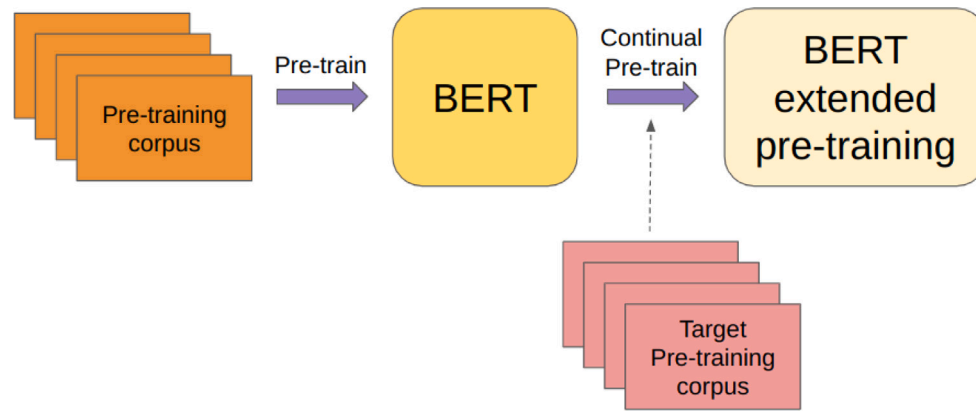 Pre-training
corpus
Pre-train
BERT
Continual
Pre-train
BERT
extended
pre-training
Target
Pre-training
corpus